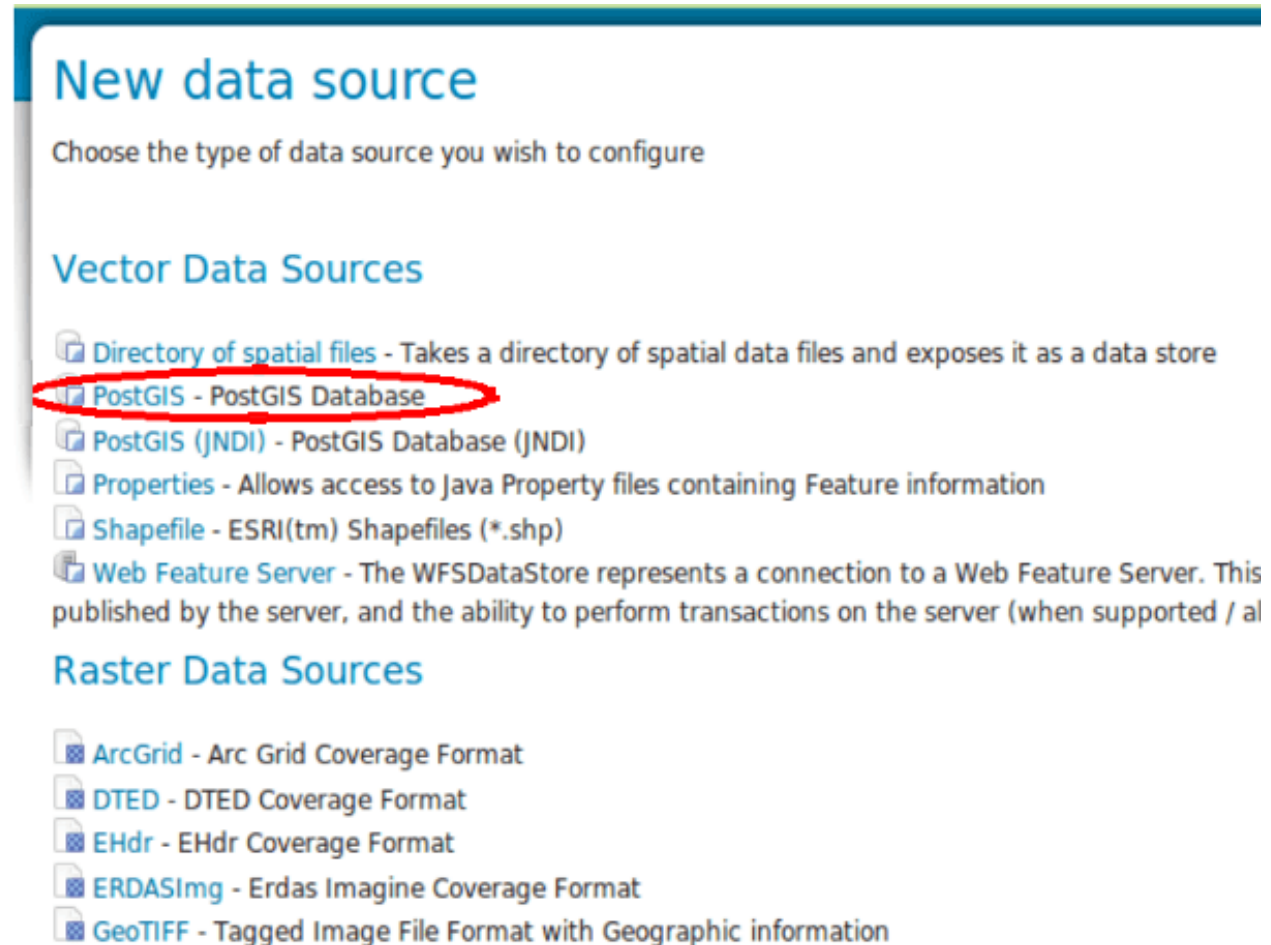 New data source
Choose the type of data source you wish to configure
Vector Data Sources
Directory of spatial files - Takes a directory of spatial data files and exposes it as a data store
PostGIS - PostGIS Database
PostGIS (JNDI) - PostGIS Database (JNDI)
Properties - Allows access to Java Property files containing Feature information
Shapefile - ESRI(tm) Shapefiles (*.shp)
Web Feature Server - The WFSDataStore represents a connection to a Web Feature Server. This
published by the server, and the ability to perform transactions on the server (when supported /
Raster Data Sources
ArcGrid - Arc Grid Coverage Format
DTED - DTED Coverage Format
EHdr - EHdr Coverage Format
ERDASImg - Erdas Imagine Coverage Format
GeoTIFF - Tagged Image File Format with Geographic information